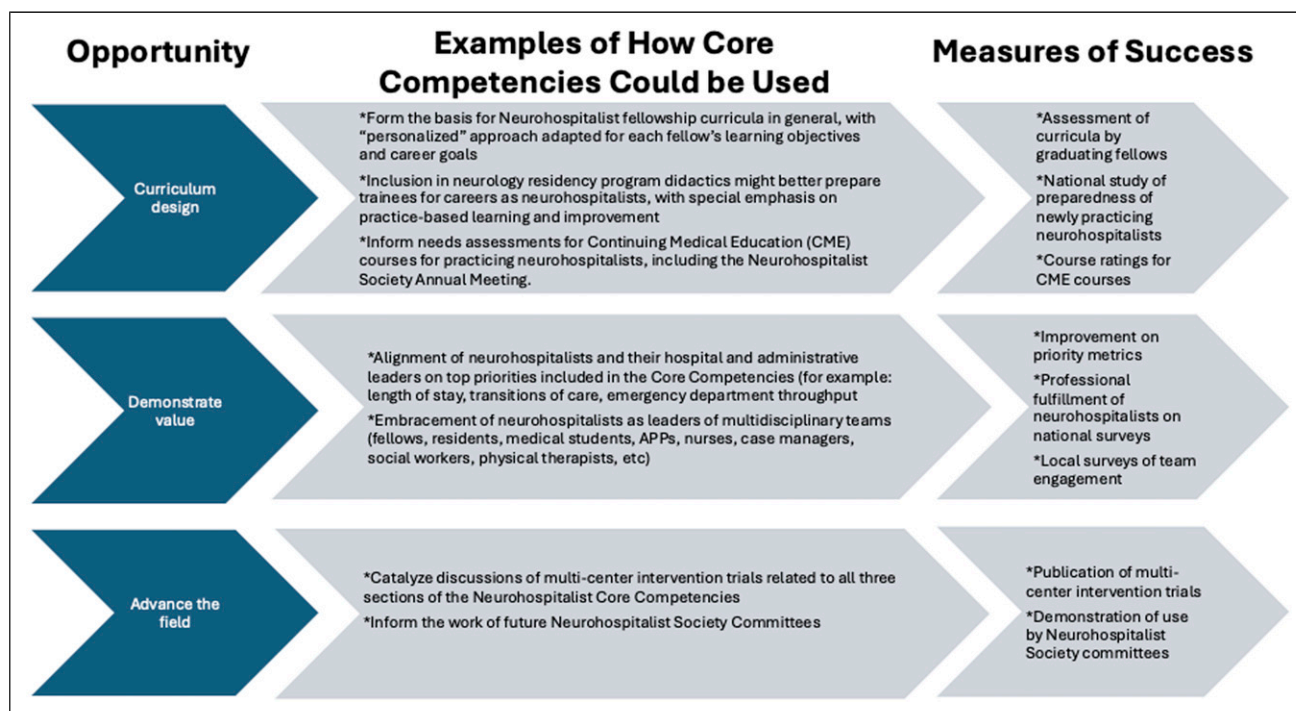 Opportunity
Examples of How Core
Competencies Could be Used
Measures of Success
Curriculum
design
*Form the basis for Neurohospitalist fellowship curricula in general, with
"personalized" approach adapted for each fellow's learning objectives
and career goals
*Inclusion in neurology residency program didactics might better prepare
trainees for careers as neurohospitalists, with special emphasis on
practice-based learning and improvement
*Inform needs assessments for Continuing Medical Education (CME)
courses for practicing neurohospitalists, including the Neurohospitalist
Society Annual Meeting.
*Assessment of
curricula by
graduating fellows
*National study of
preparedness of
newly practicing
neurohospitalists
*Course ratings for
CME courses
Demonstrate
value
*Alignment of neurohospitalists and their hospital and administrative
leaders on top priorities included in the Core Competencies (for example:
length of stay, transitions of care, emergency department throughput
*Embracement of neurohospitalists as leaders of multidisciplinary teams
(fellows, residents, medical students, APPs, nurses, case managers,
social workers, physical therapists, etc)
*Improvement on
priority metrics
*Professional
fulfillment of
neurohospitalists on
national surveys
*Local surveys of team
engagement
Advance the
field
*Catalyze discussions of multi-center intervention trials related to all three
sections of the Neurohospitalist Core Competencies
*Inform the work of future Neurohospitalist Society Committees
*Publication of multi-
center intervention trials
*Demonstration of use
by Neurohospitalist
Society committees